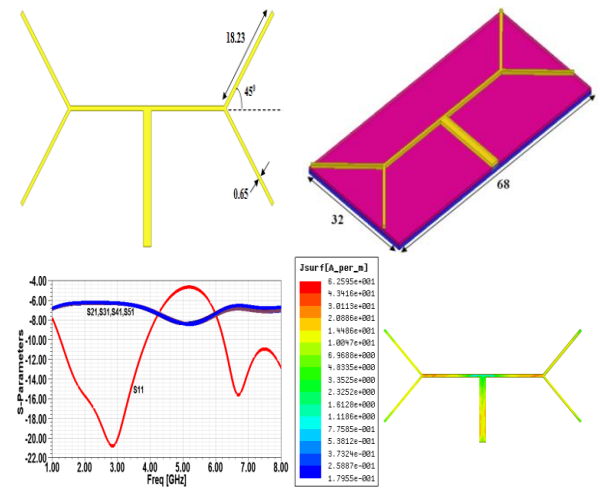 18.23
45⁰
0.65
32
68
-4.00
-6.00
-8.00
-10.00
-12.00
-14.00
-16.00
-18.00
-20.00
-22.00
S-Parameters
S21,S31,S41,S51
S11
1.0 2.00 3.00 4.00 5.00 6.00 7.00 8.00
Freq [GHz]
Jsurf[A_per_m]
6.2595e+001
4.3416e+001
3.0113e+001
2.0886e+001
1.4486e+001
1.0047e+001
6.9688e+000
4.8335e+000
3.3525e+000
2.3252e+000
1.6128e+000
1.1186e+000
7.7585e-001
5.3812e-001
3.7324e-001
2.5887e-001
1.7955e-001